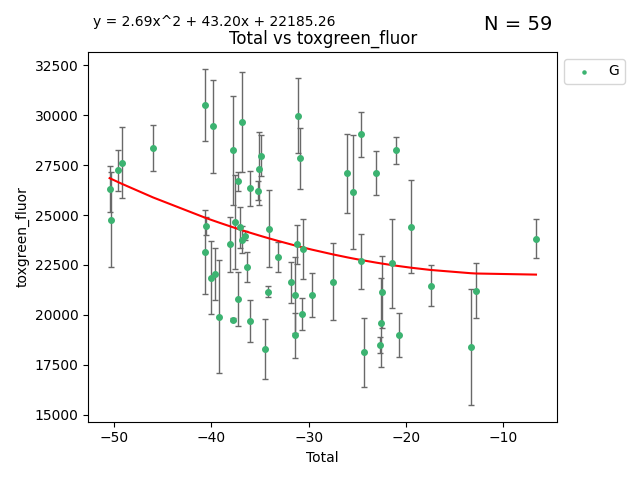 y = 2.69x^2 + 43.20x + 22185.26
N = 59
Total vs toxgreen_fluor
G
toxgreen_fluor
32500
30000
27500
25000
22500
20000
17500
15000
−50
−40
−30
−20
−10
Total